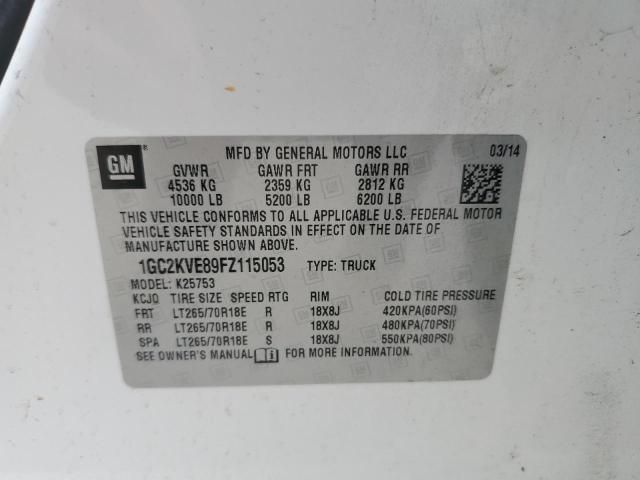 GM
MFD BY GENERAL MOTORS LLC 03/14
GVWR GAWR FRT GAWR RR
4536 KG 2359 KG 2812 KG
10000 LB 5200 LB 6200 LB
THIS VEHICLE CONFORMS TO ALL APPLICABLE U.S. FEDERAL MOTOR
VEHICLE SAFETY STANDARDS IN EFFECT ON THE DATE OF
MANUFACTURE SHOWN ABOVE.
1GC2KVE89FZ115053 TYPE: TRUCK
MODEL: K25753
KCJQ TIRE SIZE SPEED RTG RIM COLD TIRE PRESSURE
FRT LT265/70R18E R 18X8J 420KPA(60PSI)
RR LT265/70R18E R 18X8J 480KPA(70PSI)
SPA LT265/70R18E S 18X8J 550KPA(80PSI)
SEE OWNER'S MANUAL FOR MORE INFORMATION.